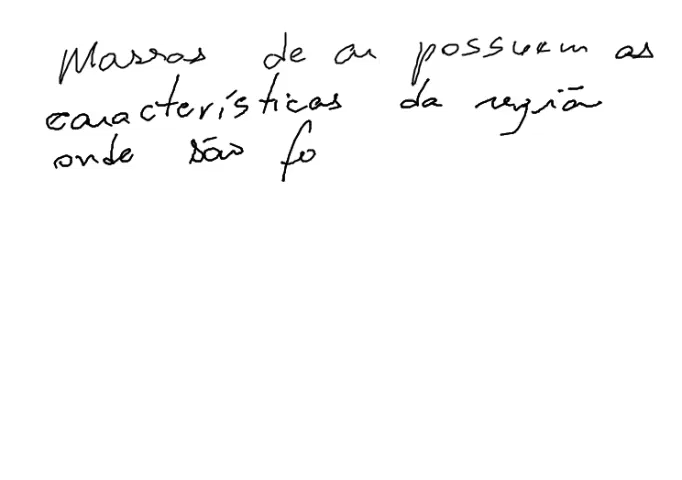 Massas de ar possuem as
características da região
onde são fo